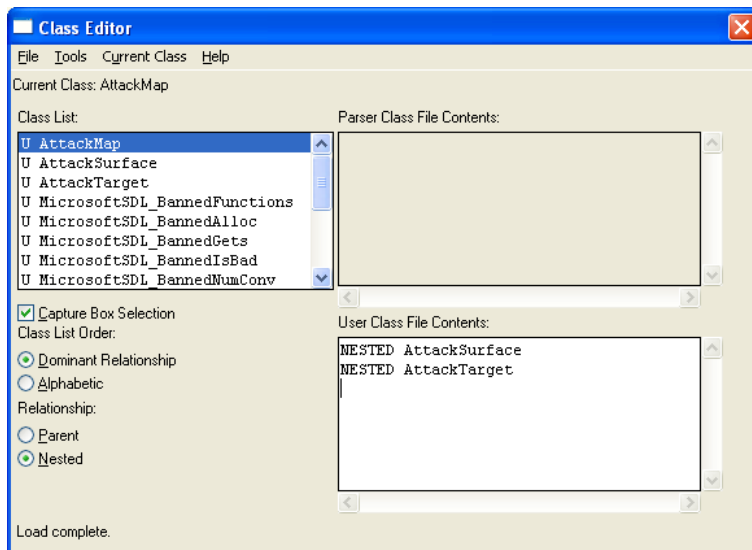 Class Editor
File Tools Current Class Help
Current Class: AttackMap
Class List:
U AttackMap
U AttackSurface
U AttackTarget
U MicrosoftSDL_BannedFunctions
U MicrosoftSDL_BannedAlloc
U MicrosoftSDL_BannedGets
U MicrosoftSDL_BannedIsBad
U MicrosoftSDL_BannedNumConv
Capture Box Selection
Class List Order:
Dominant Relationship
Alphabetic
Relationship:
Parent
Nested
Parser Class File Contents:
User Class File Contents:
NESTED AttackSurface
NESTED AttackTarget
Load complete.